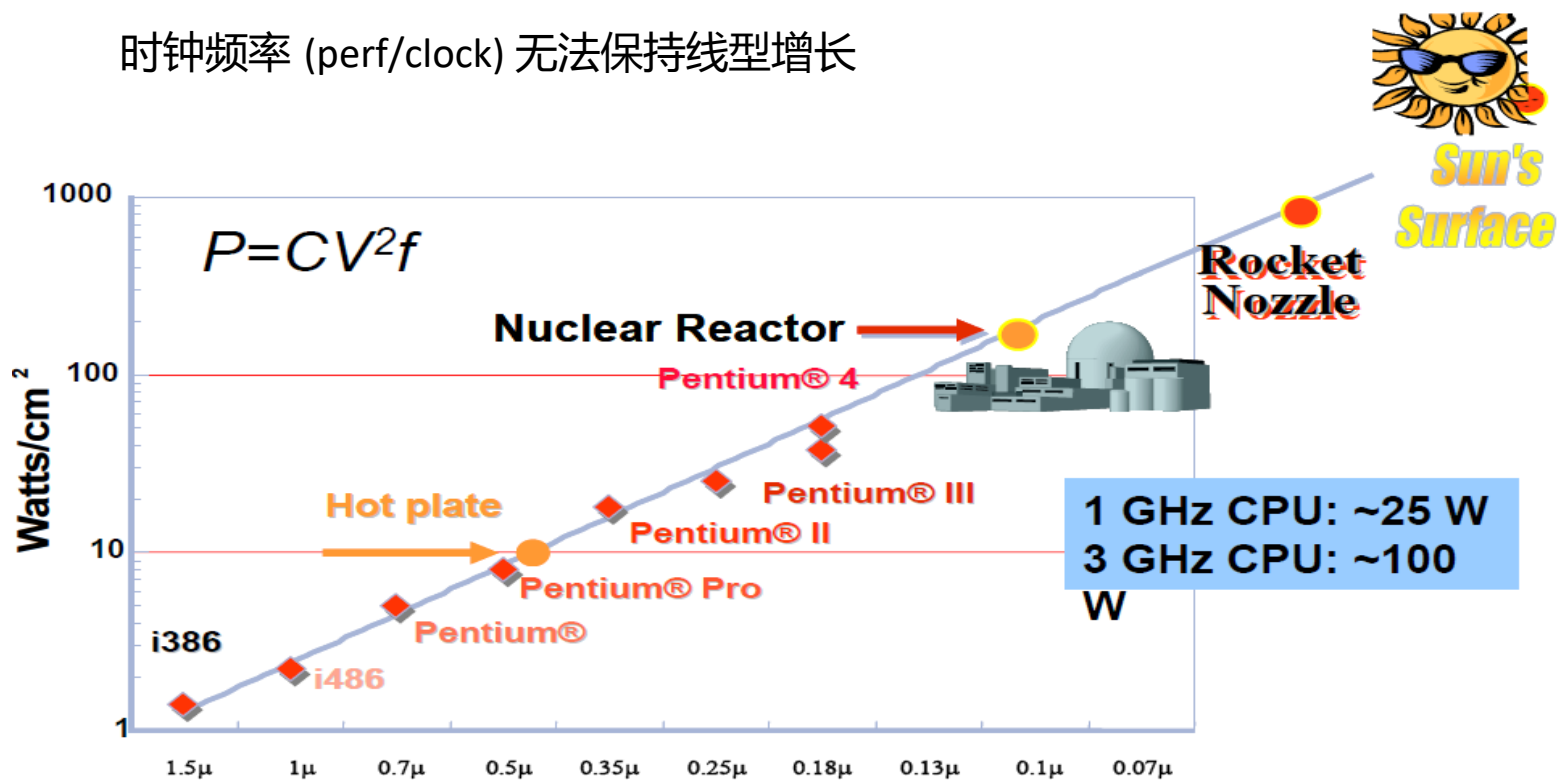 时钟频率 (perf/clock) 无法保持线型增长
Sun's
Surface
1000
P=CV²f
Rocket
Nozzle
Nuclear Reactor
100
Pentium® 4
Watts/cm²
Hot plate
Pentium® III
1 GHz CPU: ~25 W
3 GHz CPU: ~100
W
Pentium® II
10
Pentium® Pro
Pentium®
i386
i486
1
1.5μ 1μ 0.7μ 0.5μ 0.35μ 0.25μ 0.18μ 0.13μ 0.1μ 0.07μ